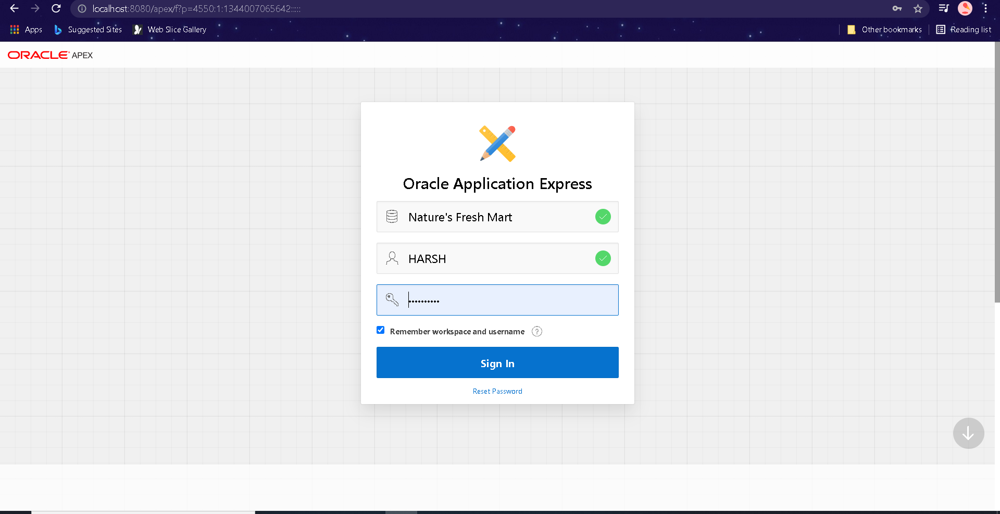 localhost:8080/apex/f?p=4550:1:1344007065642:::::
Apps
Suggested Sites
Web Slice Gallery
Other bookmarks
Reading list
ORACLE APEX
Oracle Application Express
Nature's Fresh Mart
HARSH
••••••••••
Remember workspace and username ?
Sign In
Reset Password